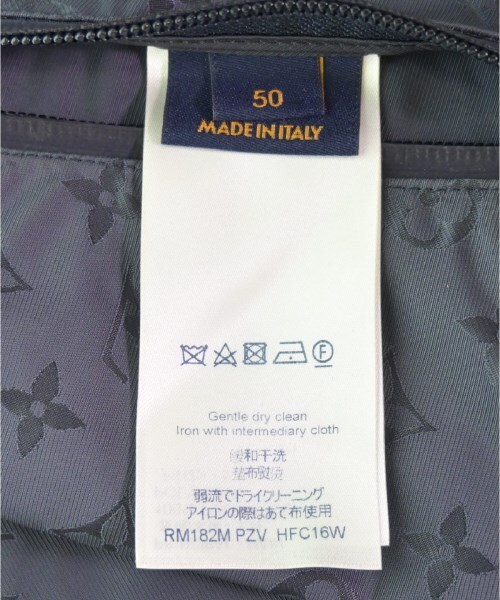 50
MADE IN ITALY
F
Gentle dry clean
Iron with intermediary cloth
缓和干洗
垫布熨烫
弱流でドライクリーニング
アイロンの際はあて布使用
RM182M PZV HFC16W